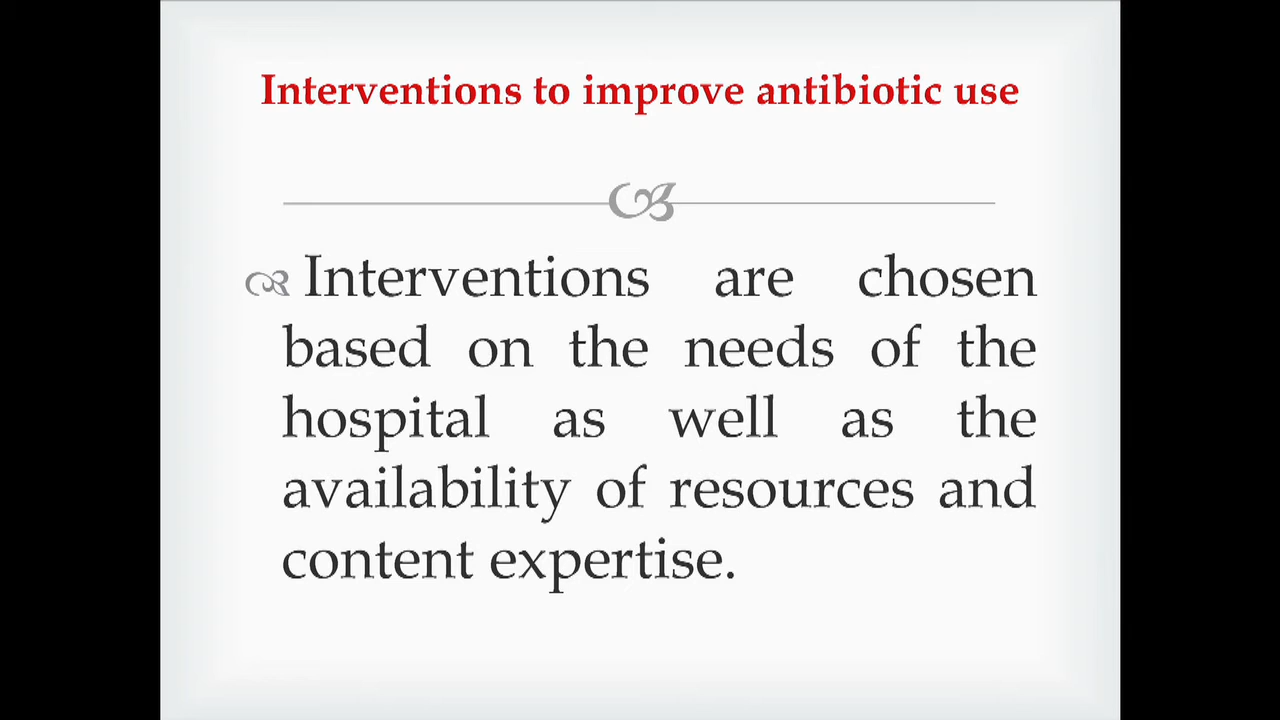 Interventions to improve antibiotic use
Interventions are chosen
based on the needs of the
hospital as well as the
availability of resources and
content expertise.